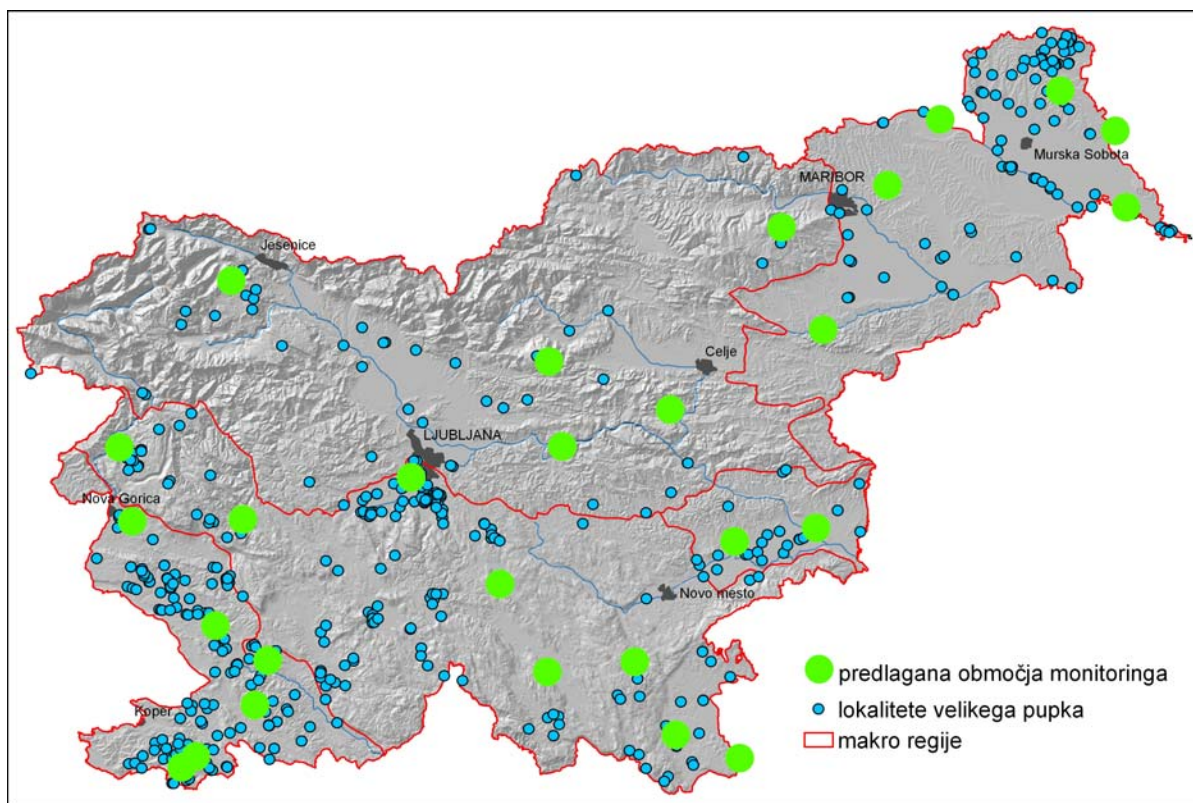 Murska Sobota
MARIBOR
Jesenice
Celje
LJUBLJANA
Nova Gorica
Novo mesto
predlagana območja monitoringa
Koper
lokalitete velikega pupka
makro regije